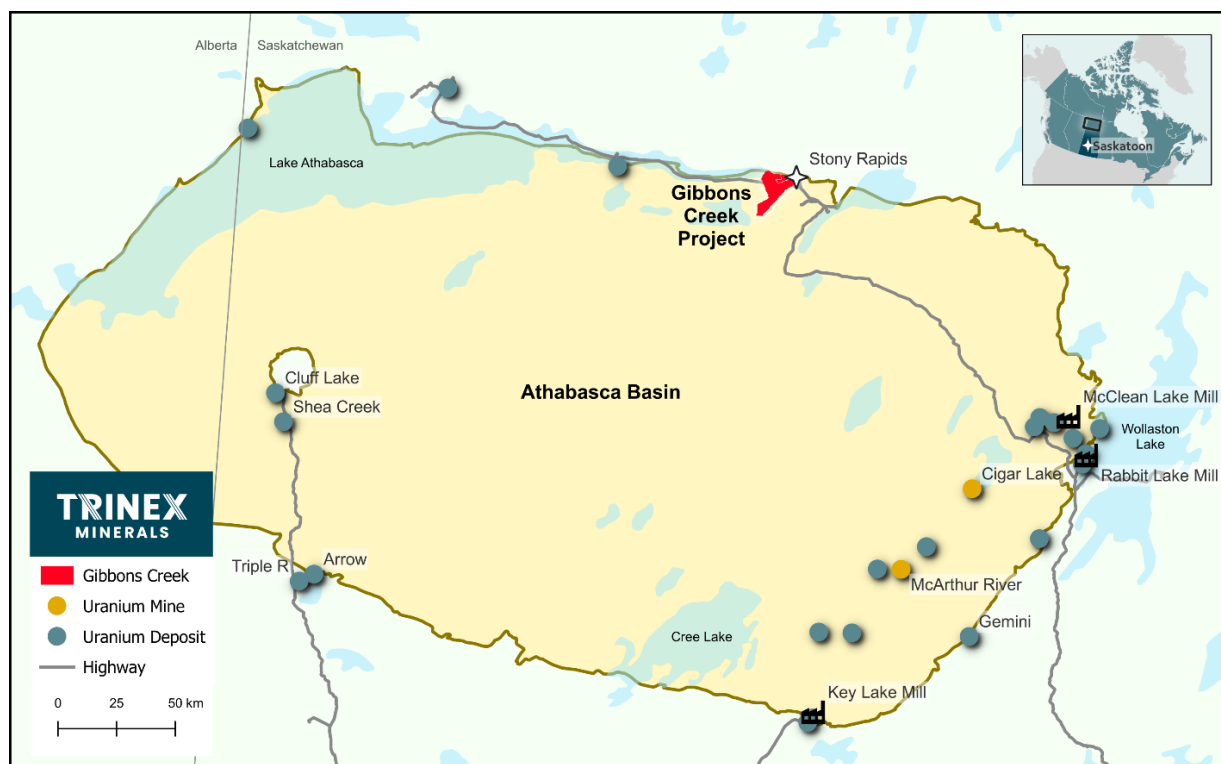 Alberta
Saskatchewan
Saskatoon
Lake Athabasca
Stony Rapids
Gibbons
Creek
Project
Cluff Lake
Shea Creek
Athabasca Basin
McClean Lake Mill
Wollaston
Lake
Cigar Lake
Rabbit Lake Mill
TRINEX
MINERALS
Triple R
Arrow
McArthur River
Gibbons Creek
Uranium Mine
Uranium Deposit
Highway
0 25 50 km
Cree Lake
Gemini
Key Lake Mill